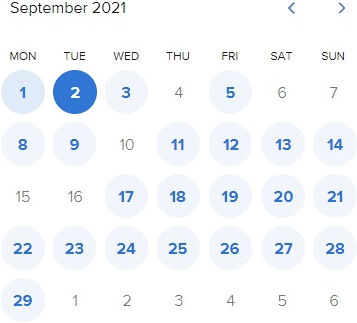 September 2021
MON TUE WED THU FRI SAT SUN
1 2 3 4 5 6 7
8 9 10 11 12 13 14
15 16 17 18 19 20 21
22 23 24 25 26 27 28
29 1 2 3 4 5 6